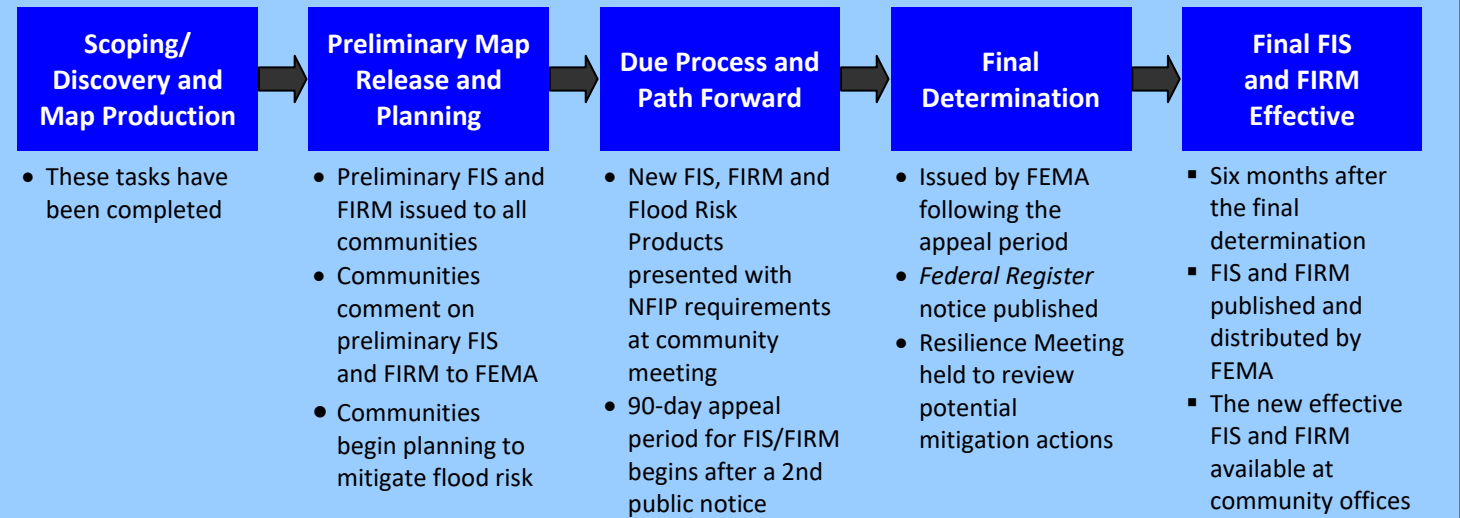 Scoping/
Discovery and
Map Production
• These tasks have
been completed
Preliminary Map
Release and
Planning
• Preliminary FIS and
FIRM issued to all
communities
• Communities
comment on
preliminary FIS
and FIRM to FEMA
• Communities
begin planning to
mitigate flood risk
Due Process and
Path Forward
• New FIS, FIRM and
Flood Risk
Products
presented with
NFIP requirements
at community
meeting
• 90-day appeal
period for FIS/FIRM
begins after a 2nd
public notice
Final
Determination
• Issued by FEMA
following the
appeal period
• Federal Register
notice published
• Resilience Meeting
held to review
potential
mitigation actions
Final FIS
and FIRM
Effective
▪ Six months after
the final
determination
▪ FIS and FIRM
published and
distributed by
FEMA
▪ The new effective
FIS and FIRM
available at
community offices